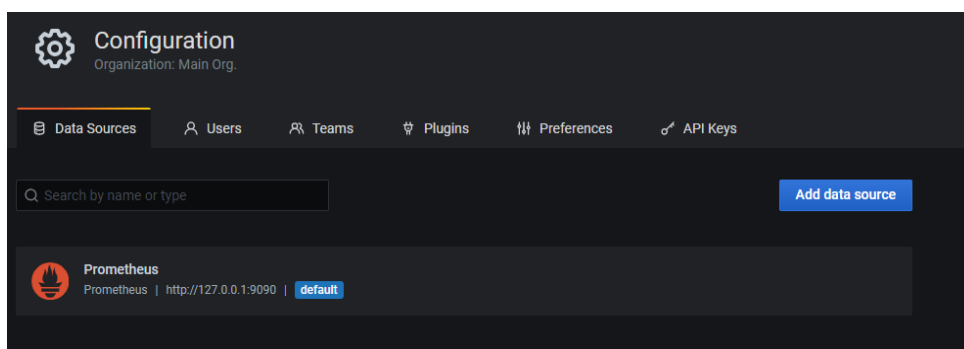 Configuration
Organization: Main Org.
Data Sources Users Teams Plugins Preferences API Keys
Search by name or type Add data source
Prometheus
Prometheus | http://127.0.0.1:9090 | default